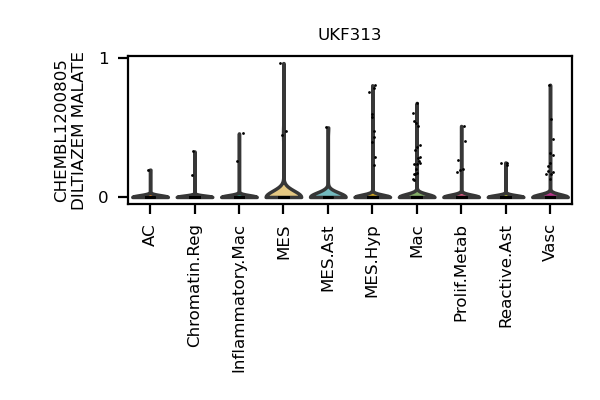 UKF313
CHEMBL1200805
DILTIAZEM MALATE
1
0
AC
Chromatin.Reg
Inflammatory.Mac
MES
MES.Ast
MES.Hyp
Mac
Prolif.Metab
Reactive.Ast
Vasc